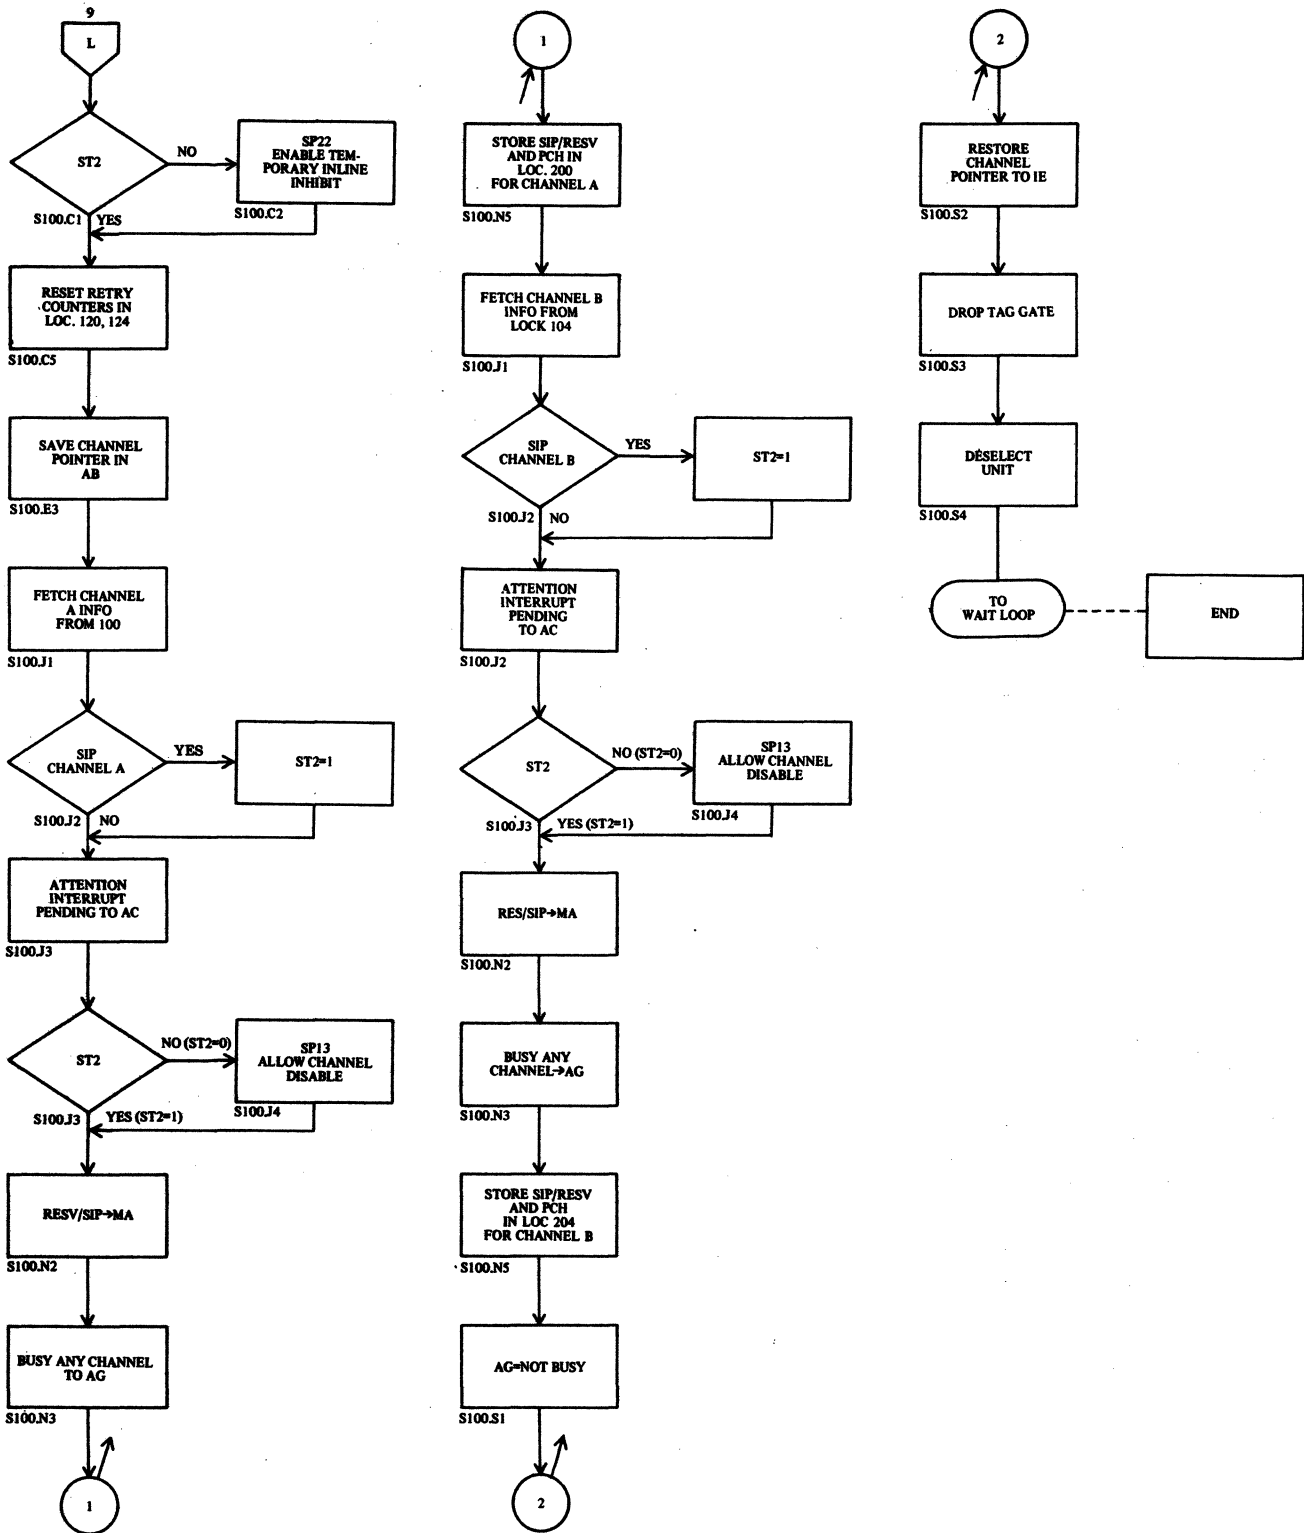 9
L
ST2
NO
SP22
ENABLE TEM-
PORARY INLINE
INHIBIT
S100.C1
YES
S100.C2
RESET RETRY
COUNTERS IN
LOC. 120, 124
S100.C5
SAVE CHANNEL
POINTER IN
AB
S100.E3
FETCH CHANNEL
A INFO
FROM 100
S100.J1
SIP
CHANNEL A
YES
ST2=1
S100.J2
NO
ATTENTION
INTERRUPT
PENDING TO AC
S100.J3
ST2
NO (ST2=0)
SP13
ALLOW CHANNEL
DISABLE
S100.J3
YES (ST2=1)
S100.J4
RESV/SIP→MA
S100.N2
BUSY ANY CHANNEL
TO AG
S100.N3
1
1
STORE SIP/RESV
AND PCH IN
LOC. 200
FOR CHANNEL A
S100.N5
FETCH CHANNEL B
INFO FROM
LOCK 104
S100.J1
SIP
CHANNEL B
YES
ST2=1
S100.J2
NO
ATTENTION
INTERRUPT
PENDING
TO AC
S100.J2
ST2
NO (ST2=0)
SP13
ALLOW CHANNEL
DISABLE
S100.J3
YES (ST2=1)
S100.J4
RES/SIP→MA
S100.N2
BUSY ANY
CHANNEL→AG
S100.N3
STORE SIP/RESV
AND PCH
IN LOC 204
FOR CHANNEL B
S100.N5
AG=NOT BUSY
S100.S1
2
2
RESTORE
CHANNEL
POINTER TO IE
S100.S2
DROP TAG GATE
S100.S3
DESELECT
UNIT
S100.S4
TO
WAIT LOOP
END